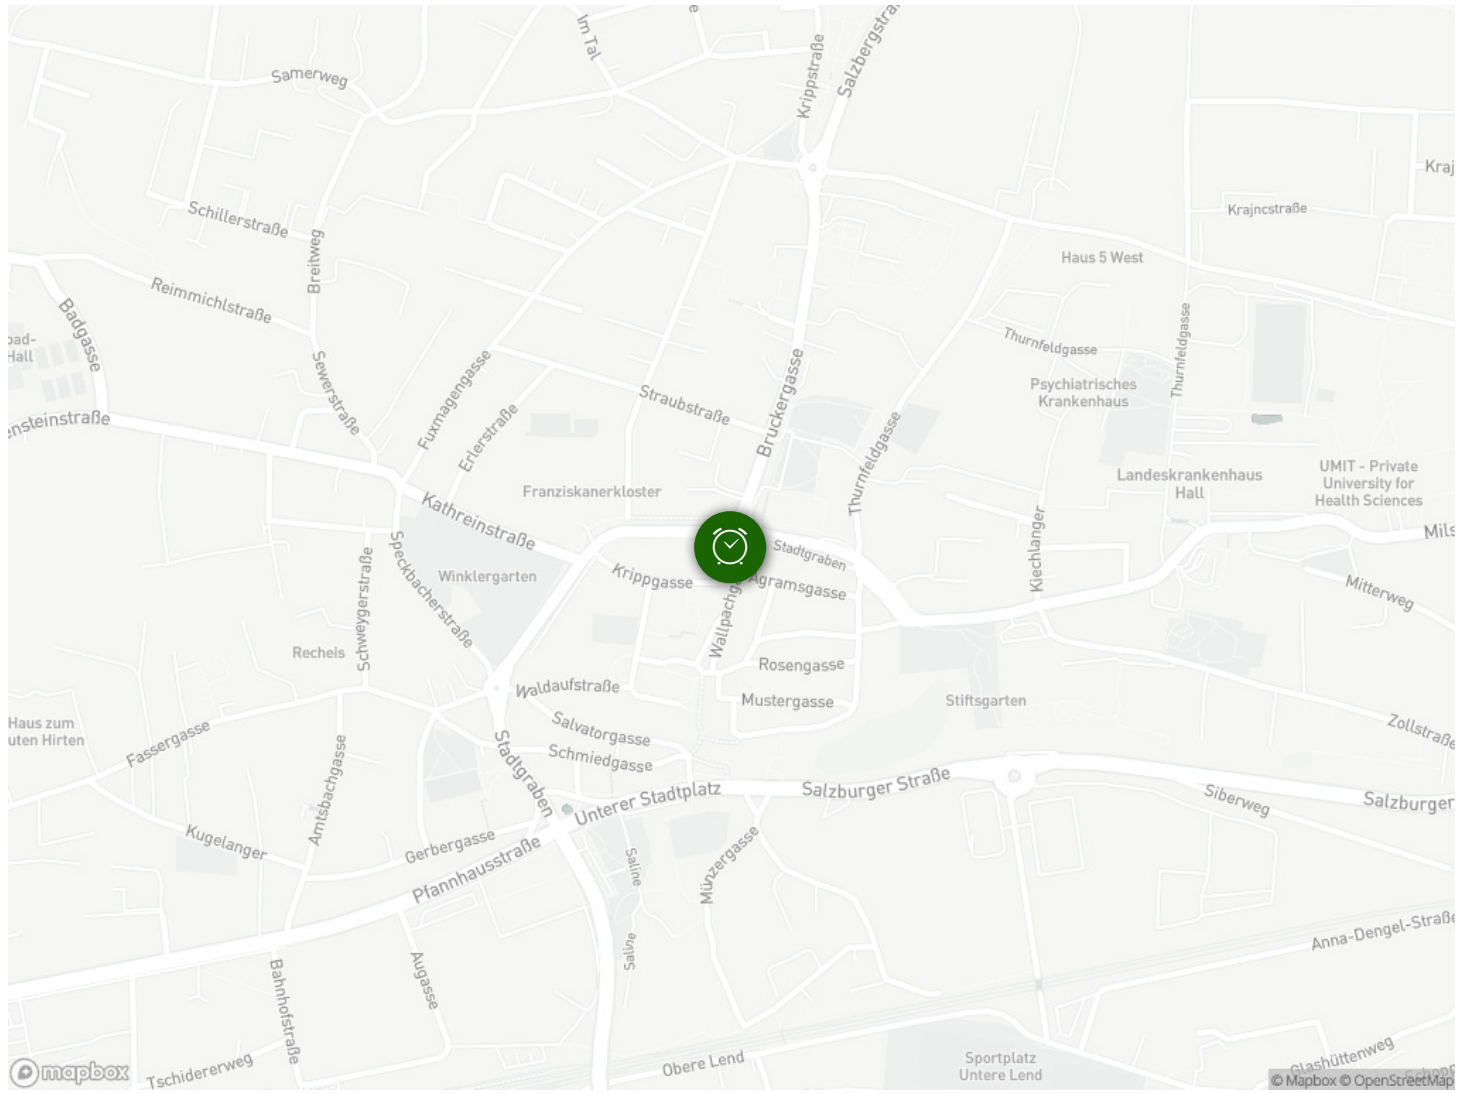 Im Tal
Krippstraße
Salzbergstra
Samerweg
Kraj
Schillerstraße
Krajncstraße
Breitweg
Haus 5 West
Reimmichlstraße
Badgasse
Thurnfeldgasse
Thurnfeldgasse
bad-
Hall
Sewerstraße
Fuxmagengasse
Bruckergasse
Psychiatrisches
Krankenhaus
Straubstraße
ensteinstraße
Erlerstraße
Thurnfeldgasse
Landeskrankenhaus
Hall
UMIT - Private
University for
Health Sciences
Franziskanerkloster
Kathreinstraße
Mils
Stadtgraben
Kiechlanger
Speckbacherstraße
Winklergarten
Krippgasse
Agramsgasse
Mitterweg
Schweygerstraße
Wallpachga
Recheis
Rosengasse
Waldaufstraße
Mustergasse
Stiftsgarten
Haus zum
uten Hirten
Fassergasse
Salvatorgasse
Zollstraße
Stadtgraben
Schmiedgasse
Amtsbachgasse
Unterer Stadtplatz
Salzburger Straße
Siberweg
Salzburger
Kugelanger
Gerbergasse
Pfannhausstraße
Saline
Münzergasse
Saline
Anna-Dengel-Straße
Augasse
Bahnhofstraße
Tschidererweg
Obere Lend
Sportplatz
Untere Lend
Glashüttenweg
mapbox
© Mapbox © OpenStreetMap